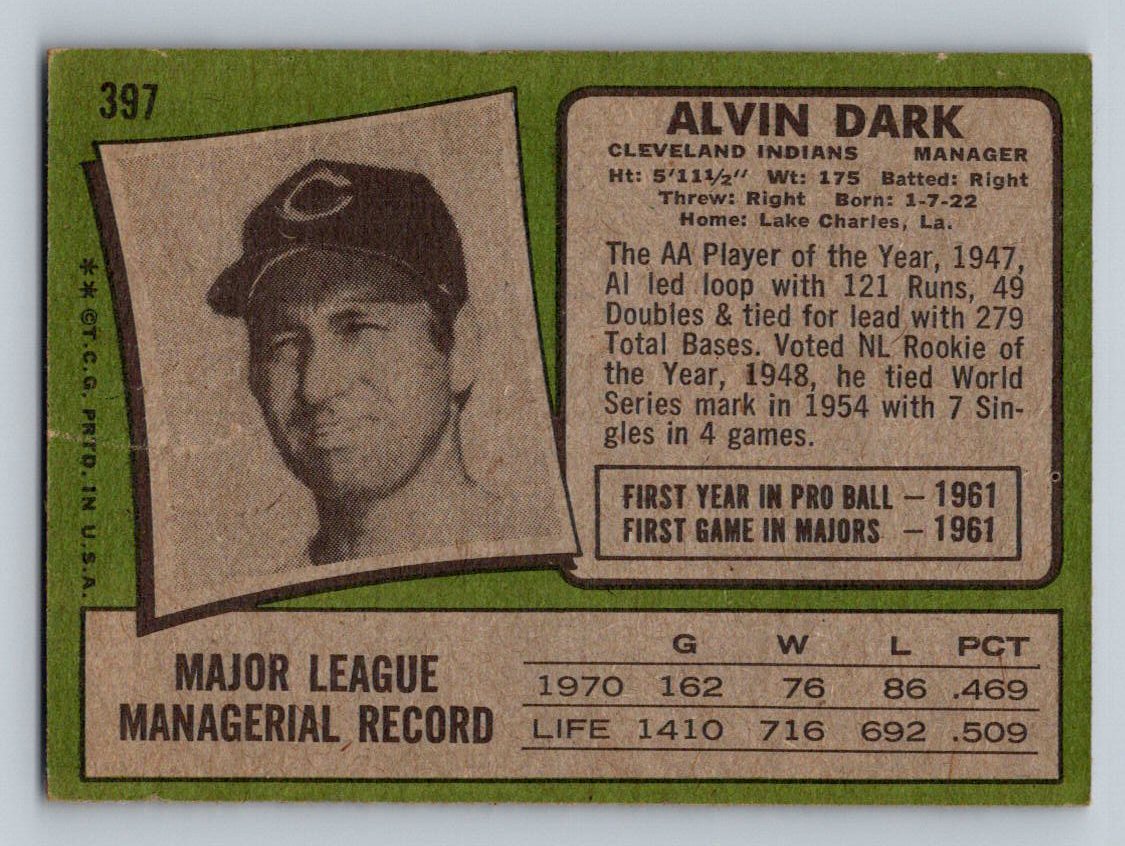 397
ALVIN DARK
CLEVELAND INDIANS MANAGER
Ht: 5'11½" Wt: 175 Batted: Right
Threw: Right Born: 1-7-22
Home: Lake Charles, La.
The AA Player of the Year, 1947,
Al led loop with 121 Runs, 49
Doubles & tied for lead with 279
Total Bases. Voted NL Rookie of
the Year, 1948, he tied World
Series mark in 1954 with 7 Sin-
gles in 4 games.
FIRST YEAR IN PRO BALL — 1961
FIRST GAME IN MAJORS — 1961
C
**©T.C.G. PRT'D. IN U.S.A.
MAJOR LEAGUE
MANAGERIAL RECORD
G W L PCT
1970 162 76 86 .469
LIFE 1410 716 692 .509